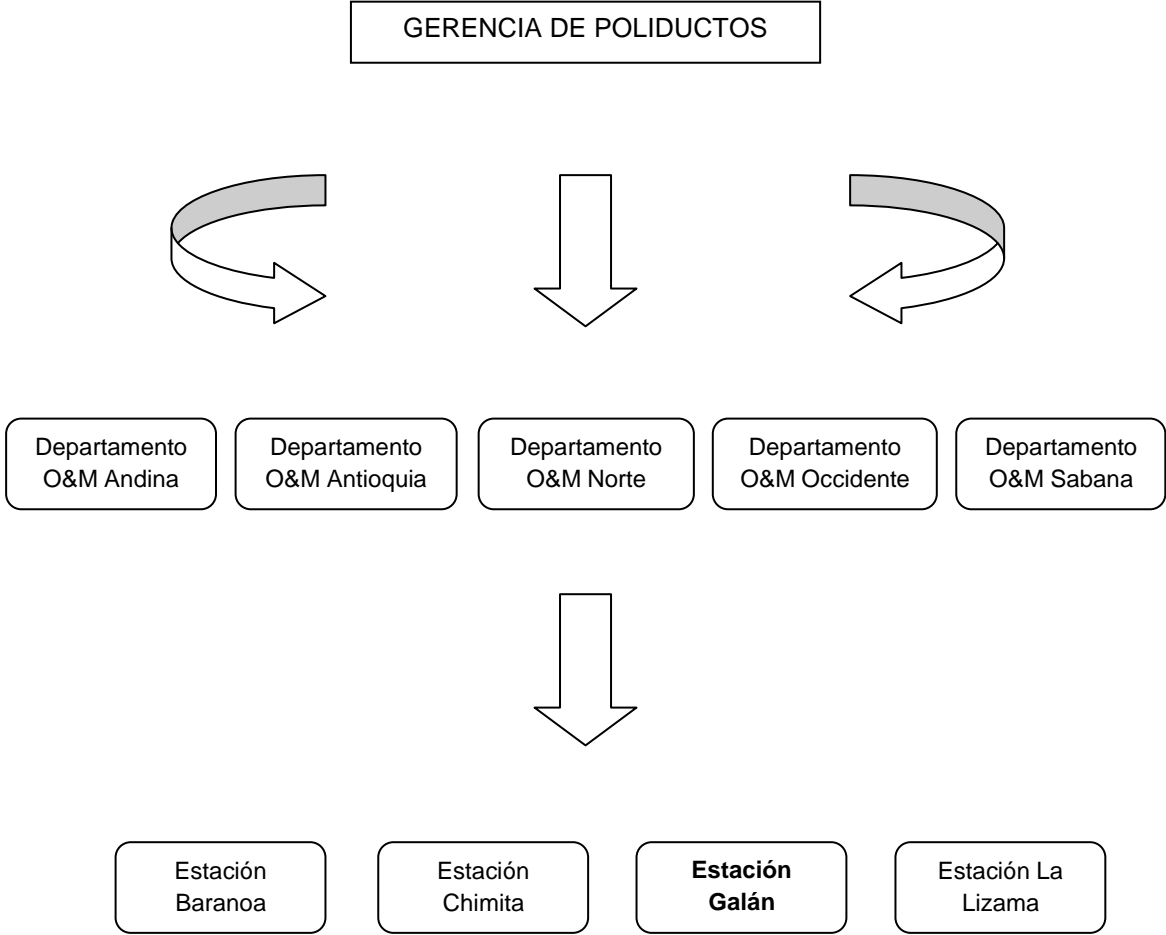 GERENCIA DE POLIDUCTOS
Departamento
O&M Andina
Departamento
O&M Antioquia
Departamento
O&M Norte
Departamento
O&M Occidente
Departamento
O&M Sabana
Estación
Baranoa
Estación
Chimita
Estación
Galán
Estación La
Lizama